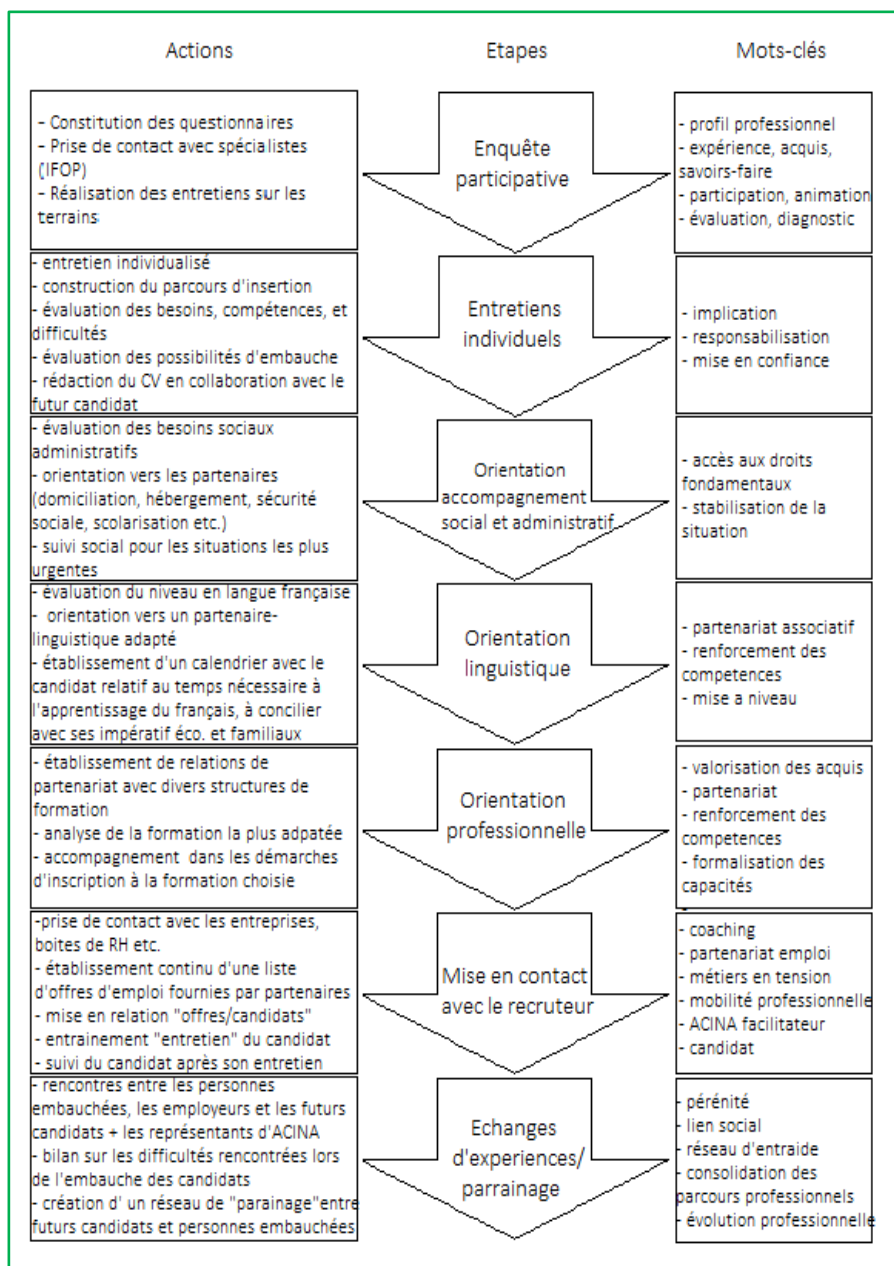 Actions
Etapes
Mots-clés
- Constitution des questionnaires
- Prise de contact avec spécialistes
(IFOP)
- Réalisation des entretiens sur les
terrains
Enquête
participative
- profil professionnel
- expérience, acquis,
savoirs-faire
- participation, animation
- évaluation, diagnostic
- entretien individualisé
- construction du parcours d'insertion
- évaluation des besoins, compétences, et
difficultés
- évaluation des possibilités d'embauche
- rédaction du CV en collaboration avec le
futur candidat
Entretiens
individuels
- implication
- responsabilisation
- mise en confiance
- évaluation des besoins sociaux
administratifs
- orientation vers les partenaires
(domiciliation, hébergement, sécurité
sociale, scolarisation etc.)
- suivi social pour les situations les plus
urgentes
Orientation
accompagnement
social et administratif
- accès aux droits
fondamentaux
- stabilisation de la
situation
- évaluation du niveau en langue française
- orientation vers un partenaire-
linguistique adapté
- établissement d'un calendrier avec le
candidat relatif au temps nécessaire à
l'apprentissage du français, à concilier
avec ses impératif éco. et familiaux
Orientation
linguistique
- partenariat associatif
- renforcement des
competences
- mise a niveau
- établissement de relations de
partenariat avec divers structures de
formation
- analyse de la formation la plus adpatée
- accompagnement dans les démarches
d'inscription à la formation choisie
Orientation
professionnelle
- valorisation des acquis
- partenariat
- renforcement des
competences
- formalisation des
capacités
-prise de contact avec les entreprises,
boites de RH etc.
- établissement continu d'une liste
d'offres d'emploi fournies par partenaires
- mise en relation "offres/candidats"
- entrainement "entretien" du candidat
- suivi du candidat après son entretien
Mise en contact
avec le recruteur
- coaching
- partenariat emploi
- métiers en tension
- mobilité professionnelle
- ACINA facilitateur
- candidat
- rencontres entre les personnes
embauchées, les employeurs et les futurs
candidats + les représentants d'ACINA
- bilan sur les difficultés rencontrées lors
de l'embauche des candidats
- création d' un réseau de "parainage"entre
futurs candidats et personnes embauchées
Echanges
d'experiences/
parrainage
- pérénité
- lien social
- réseau d'entraide
- consolidation des
parcours professionnels
- évolution professionnelle